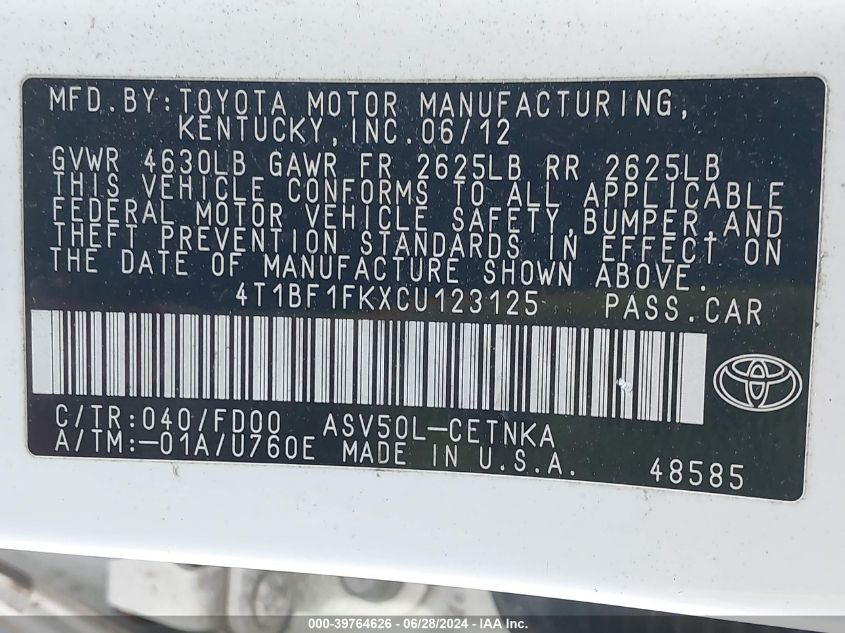 MFD.BY:TOYOTA MOTOR MANUFACTURING,
KENTUCKY,INC.06/12
GVWR 4630LB GAWR FR 2625LB RR 2625LB
THIS VEHICLE CONFORMS TO ALL APPLICABLE
FEDERAL MOTOR VEHICLE SAFETY,BUMPER,AND
THEFT PREVENTION STANDARDS IN EFFECT ON
THE DATE OF MANUFACTURE SHOWN ABOVE.
4T1BF1FKXCU123125 PASS.CAR
C/TR:040/FD00 ASV50L-CETNKA
A/TM:-01A/U760E MADE IN U.S.A.
48585
000-39764626 - 06/28/2024 - IAA Inc.